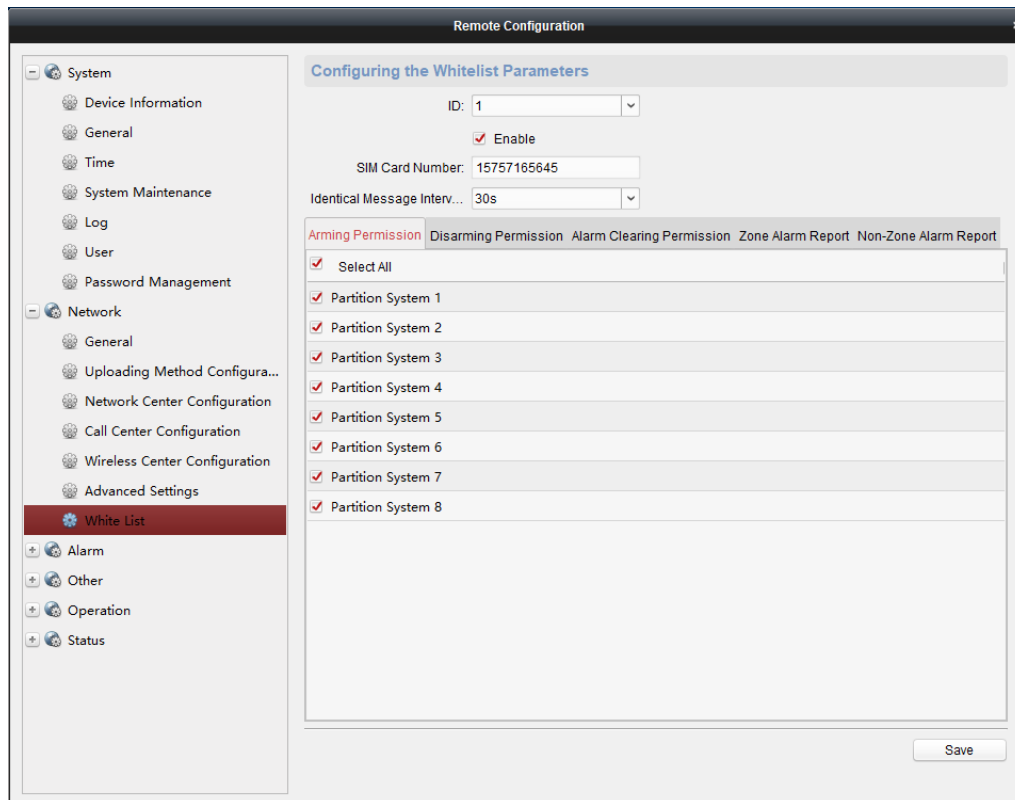 Remote Configuration
System
Device Information
General
Time
System Maintenance
Log
User
Password Management
Network
General
Uploading Method Configura...
Network Center Configuration
Call Center Configuration
Wireless Center Configuration
Advanced Settings
White List
Alarm
Other
Operation
Status
Configuring the Whitelist Parameters
ID: 1
Enable
SIM Card Number: 15757165645
Identical Message Interv... 30s
Arming Permission Disarming Permission Alarm Clearing Permission Zone Alarm Report Non-Zone Alarm Report
Select All
Partition System 1
Partition System 2
Partition System 3
Partition System 4
Partition System 5
Partition System 6
Partition System 7
Partition System 8
Save